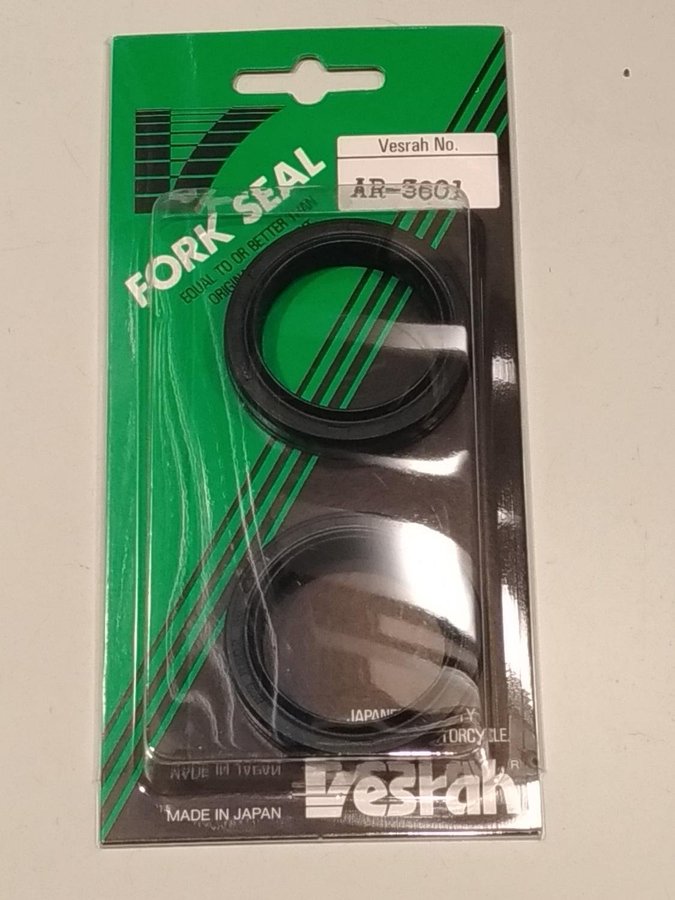 Vesrah No.
AR-3601
FORK SEAL
EQUAL TO OR BETTER THAN
MADE IN JAPAN
MADE IN JAPAN
Vesrah®